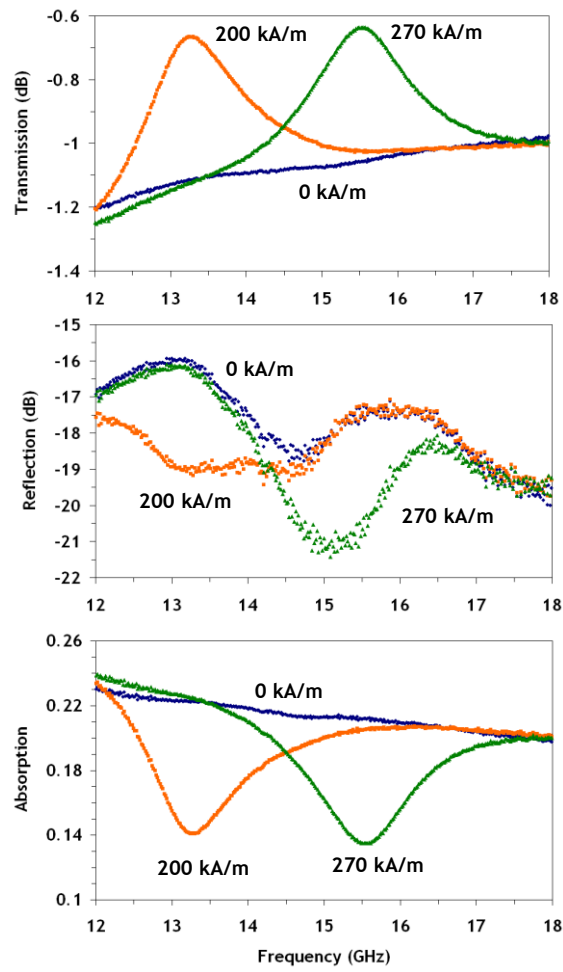 -0.6
-0.8
-1
-1.2
-1.4
Transmission (dB)
200 kA/m
270 kA/m
0 kA/m
12 13 14 15 16 17 18
-15
-16
-17
-18
-19
-20
-21
-22
Reflection (dB)
0 kA/m
200 kA/m
270 kA/m
12 13 14 15 16 17 18
0.26
0.22
0.18
0.14
0.1
Absorption
0 kA/m
200 kA/m
270 kA/m
12 13 14 15 16 17 18
Frequency (GHz)